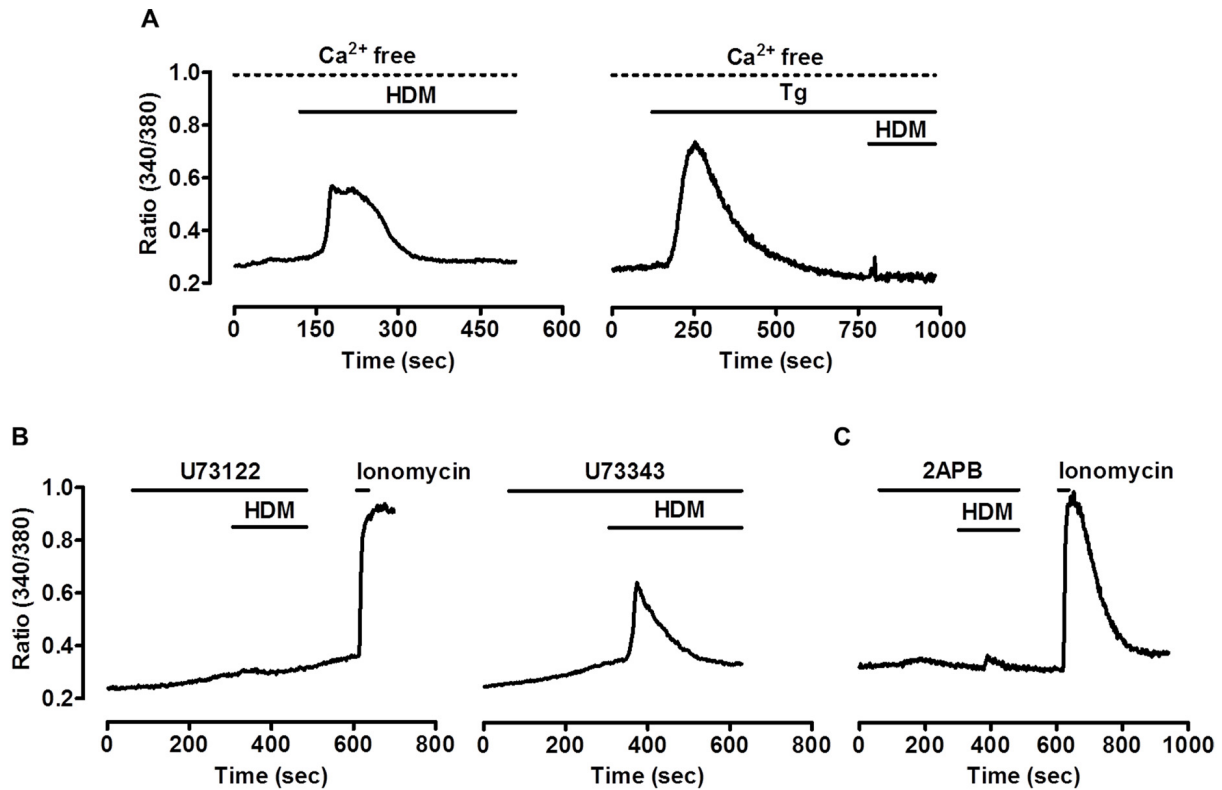 A
Ca2+ free
Ca2+ free
1.0
HDM
Tg
0.8
HDM
0.6
0.4
0.2
Ratio (340/380)
0 150 300 450 600
0 250 500 750 1000
Time (sec)
Time (sec)
B
C
U73122
Ionomycin
U73343
2APB
Ionomycin
1.0
HDM
HDM
HDM
0.8
0.6
0.4
0.2
Ratio (340/380)
0 200 400 600 800
0 200 400 600 800
0 200 400 600 800 1000
Time (sec)
Time (sec)
Time (sec)